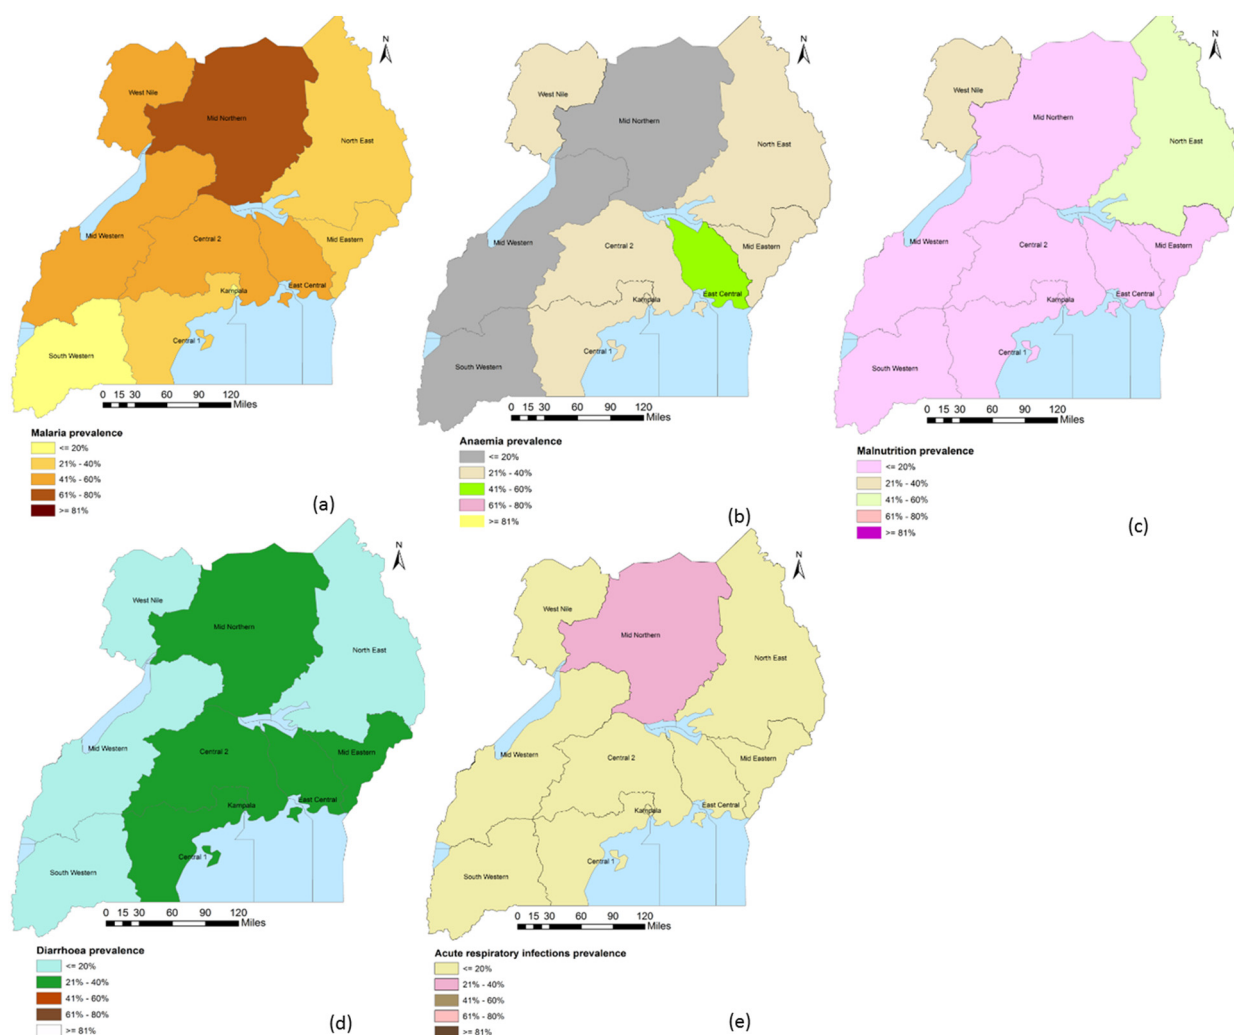 N
West Nile
Mid Northern
North East
Mid Western
Central 2
Mid Eastern
Kampala
East Central
South Western
Central 1
0 15 30 60 90 120
Miles
Malaria prevalence
<= 20%
21% - 40%
41% - 60%
61% - 80%
>= 81%
(a)
N
West Nile
Mid Northern
North East
Mid Western
Central 2
Mid Eastern
Kampala
East Central
South Western
Central 1
0 15 30 60 90 120
Miles
Anaemia prevalence
<= 20%
21% - 40%
41% - 60%
61% - 80%
>= 81%
(b)
N
West Nile
Mid Northern
North East
Mid Western
Central 2
Mid Eastern
Kampala
East Central
South Western
Central 1
0 15 30 60 90 120
Miles
Malnutrition prevalence
<= 20%
21% - 40%
41% - 60%
61% - 80%
>= 81%
(c)
N
West Nile
Mid Northern
North East
Mid Western
Central 2
Mid Eastern
Kampala
East Central
South Western
Central 1
0 15 30 60 90 120
Miles
Diarrhoea prevalence
<= 20%
21% - 40%
41% - 60%
61% - 80%
>= 81%
(d)
N
West Nile
Mid Northern
North East
Mid Western
Central 2
Mid Eastern
Kampala
East Central
South Western
Central 1
0 15 30 60 90 120
Miles
Acute respiratory infections prevalence
<= 20%
21% - 40%
41% - 60%
61% - 80%
>= 81%
(e)